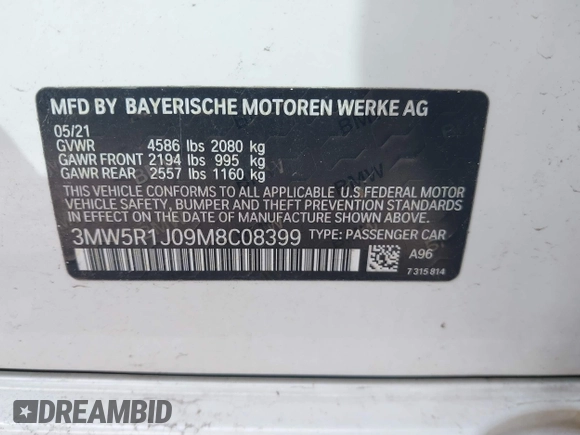 MFD BY BAYERISCHE MOTOREN WERKE AG
05/21
GVWR 4586 lbs 2080 kg
GAWR FRONT 2194 lbs 995 kg
GAWR REAR 2557 lbs 1160 kg
THIS VEHICLE CONFORMS TO ALL APPLICABLE U.S. FEDERAL MOTOR
VEHICLE SAFETY, BUMPER AND THEFT PREVENTION STANDARDS
IN EFFECT ON THE DATE OF MANUFACTURE SHOWN ABOVE.
3MW5R1J09M8C08399 TYPE: PASSENGER CAR
A96
7 315 814
DREAMBID